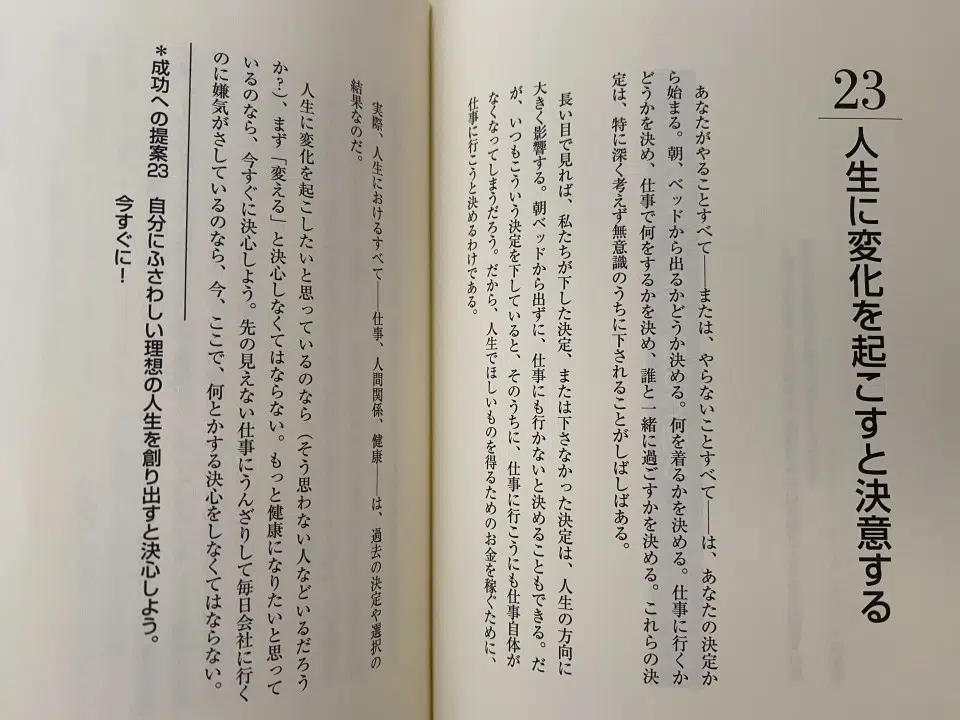 23
人生に変化を起こすと決意する
あなたがやることすべて――または、やらないことすべて――は、あなたの決定か
ら始まる。朝、ベッドから出るかどうか決める。何を着るかを決める。仕事に行くか
どうかを決め、仕事で何をするかを決め、誰と一緒に過ごすかを決める。これらの決
定は、特に深く考えず無意識のうちに下されることがしばしばある。
長い目で見れば、私たちが下した決定、または下さなかった決定は、人生の方向に
大きく影響する。朝ベッドから出ずに、仕事にも行かないと決めることもできる。だ
が、いつもこういう決定を下していると、そのうちに、仕事に行こうにも仕事自体が
なくなってしまうだろう。だから、人生でほしいものを得るためのお金を稼ぐために、
仕事に行こうと決めるわけである。
実際、人生におけるすべて――仕事、人間関係、健康――は、過去の決定や選択の
結果なのだ。
人生に変化を起こしたいと思っているのなら（そう思わない人などいるだろう
か？）、まず「変える」と決心しなくてはならない。もっと健康になりたいと思って
いるのなら、今すぐに決心しよう。先の見えない仕事にうんざりして毎日会社に行く
のに嫌気がさしているのなら、今、ここで、何とかする決心をしなくてはならない。
＊成功への提案23　自分にふさわしい理想の人生を創り出すと決心しよう。
今すぐに！